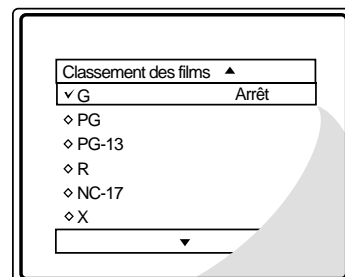 Classement des films ▲
✓ G Arrêt
◇ PG
◇ PG-13
◇ R
◇ NC-17
◇ X
▼